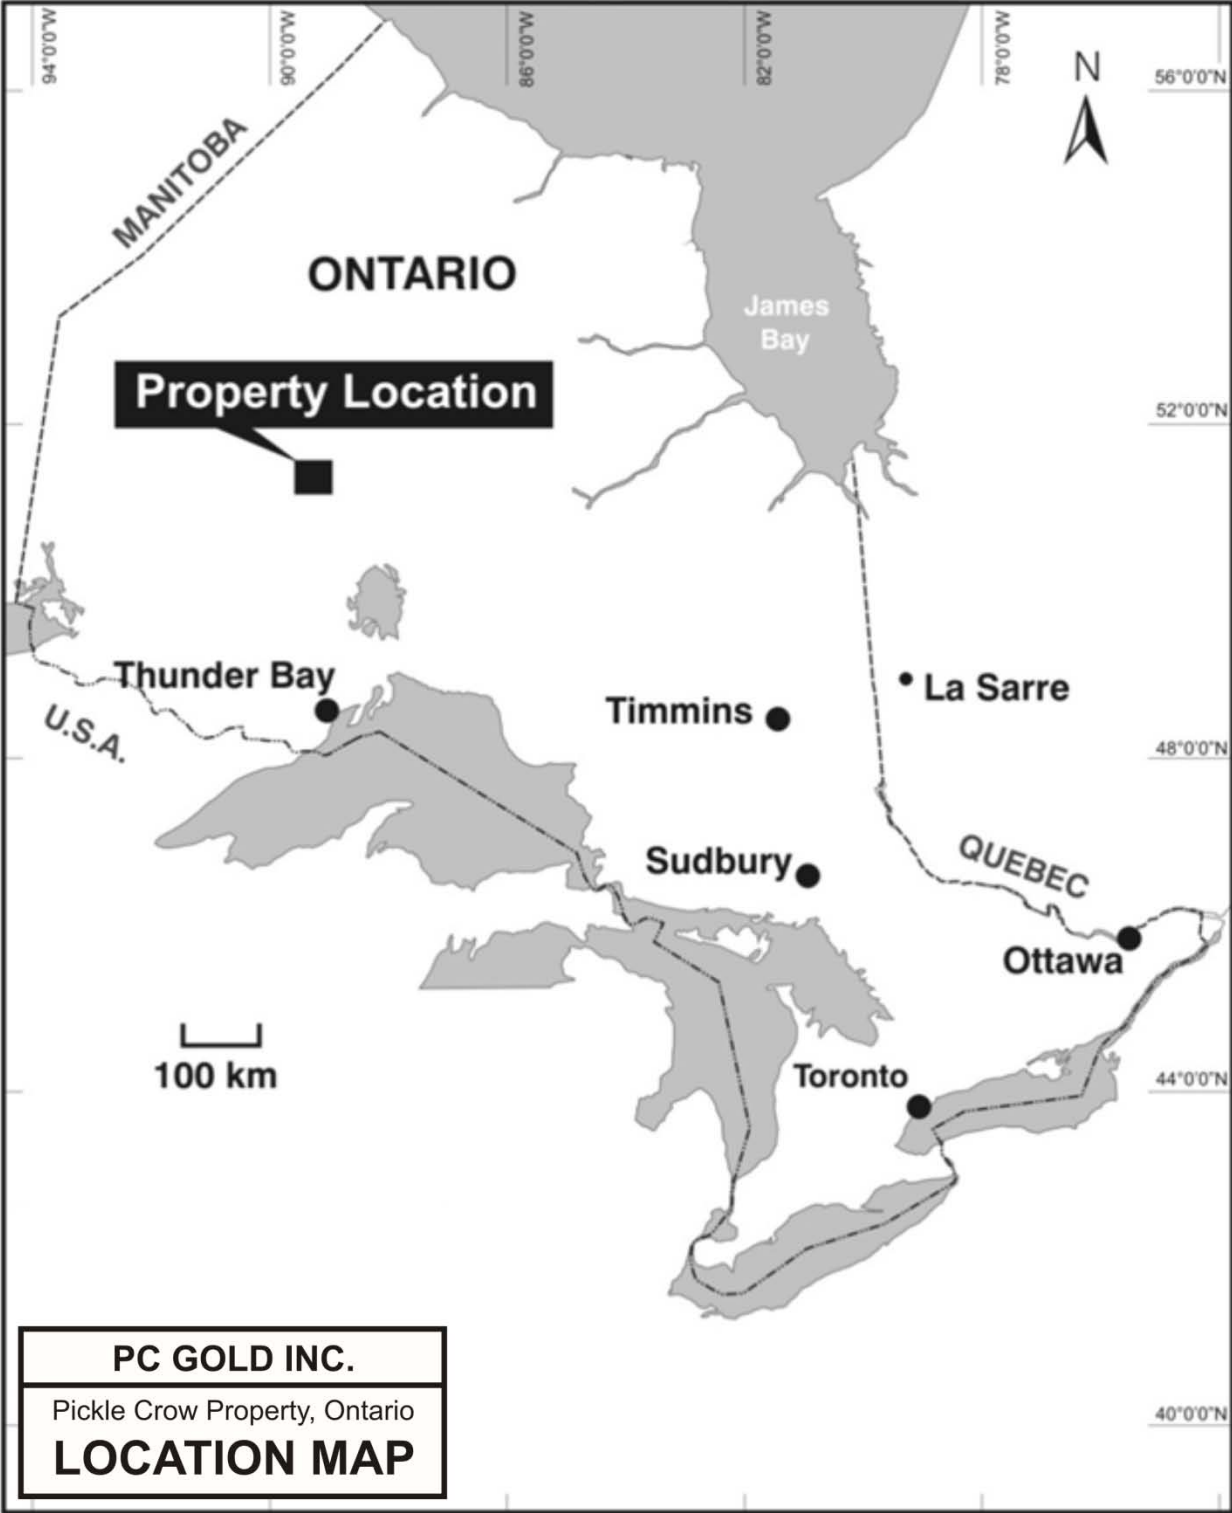 94°0'0"W
90°0'0"W
86°0'0"W
82°0'0"W
78°0'0"W
N
56°0'0"N
MANITOBA
ONTARIO
James
Bay
Property Location
52°0'0"N
Thunder Bay
La Sarre
Timmins
U.S.A.
48°0'0"N
Sudbury
QUEBEC
Ottawa
100 km
Toronto
44°0'0"N
PC GOLD INC.
Pickle Crow Property, Ontario
LOCATION MAP
40°0'0"N